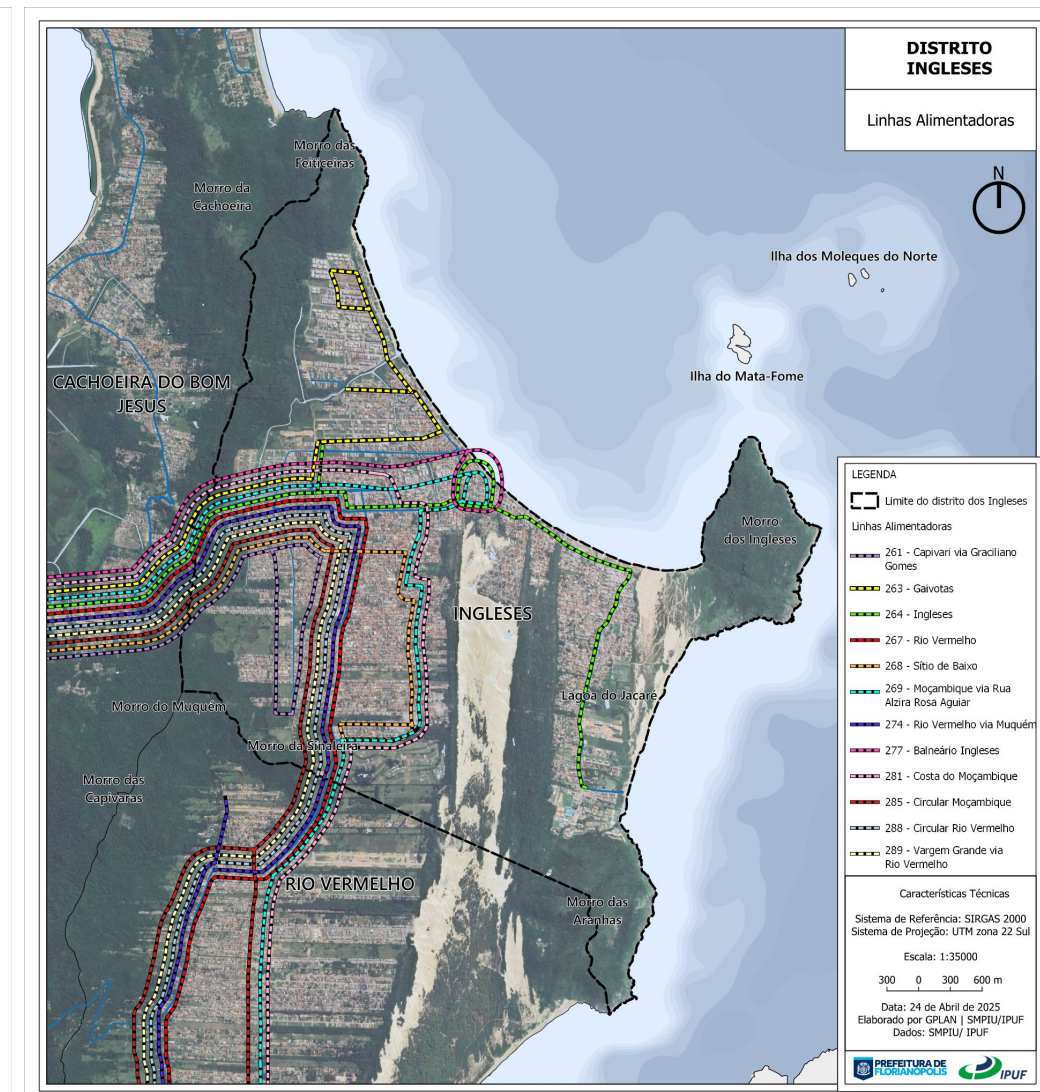 DISTRITO
INGLESES
Linhas Alimentadoras
N
Morro das
Feiticeiras
Morro da
Cachoeira
Ilha dos Moleques do Norte
Ilha do Mata-Fome
CACHOEIRA DO BOM
JESUS
Morro
dos Ingleses
INGLESES
Lagoa do Jacaré
Morro do Muquém
Morro da Sinaleira
Morro das
Capivaras
RIO VERMELHO
Morro das
Aranhas
LEGENDA
Limite do distrito dos Ingleses
Linhas Alimentadoras
261 - Capivari via Graciliano
Gomes
263 - Gaivotas
264 - Ingleses
267 - Rio Vermelho
268 - Sítio de Baixo
269 - Moçambique via Rua
Alzira Rosa Aguiar
274 - Rio Vermelho via Muquém
277 - Balneário Ingleses
281 - Costa do Moçambique
285 - Circular Moçambique
288 - Circular Rio Vermelho
289 - Vargem Grande via
Rio Vermelho
Características Técnicas
Sistema de Referência: SIRGAS 2000
Sistema de Projeção: UTM zona 22 Sul
Escala: 1:35000
300 0 300 600 m
Data: 24 de Abril de 2025
Elaborado por GPLAN | SMPIU/IPUF
Dados: SMPIU/ IPUF
PREFEITURA DE
FLORIANÓPOLIS
IPUF